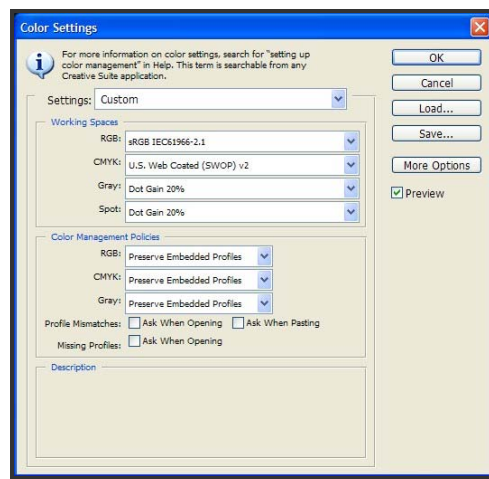 Color Settings
For more information on color settings, search for "setting up
color management" in Help. This term is searchable from any
Creative Suite application.
OK
Cancel
Load...
Save...
More Options
Preview
Settings: Custom
Working Spaces
RGB: sRGB IEC61966-2.1
CMYK: U.S. Web Coated (SWOP) v2
Gray: Dot Gain 20%
Spot: Dot Gain 20%
Color Management Policies
RGB: Preserve Embedded Profiles
CMYK: Preserve Embedded Profiles
Gray: Preserve Embedded Profiles
Profile Mismatches: Ask When Opening Ask When Pasting
Missing Profiles: Ask When Opening
Description